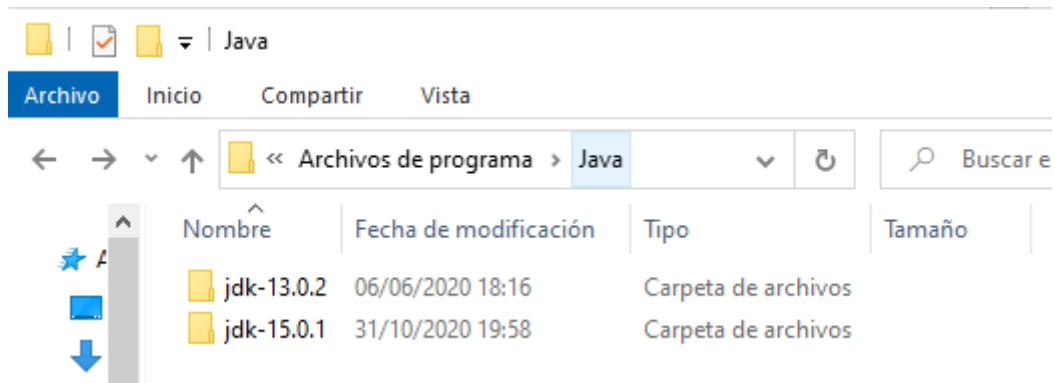 Java
Archivo Inicio Compartir Vista
« Archivos de programa > Java Buscar
Nombre Fecha de modificación Tipo Tamaño
jdk-13.0.2 06/06/2020 18:16 Carpeta de archivos
jdk-15.0.1 31/10/2020 19:58 Carpeta de archivos